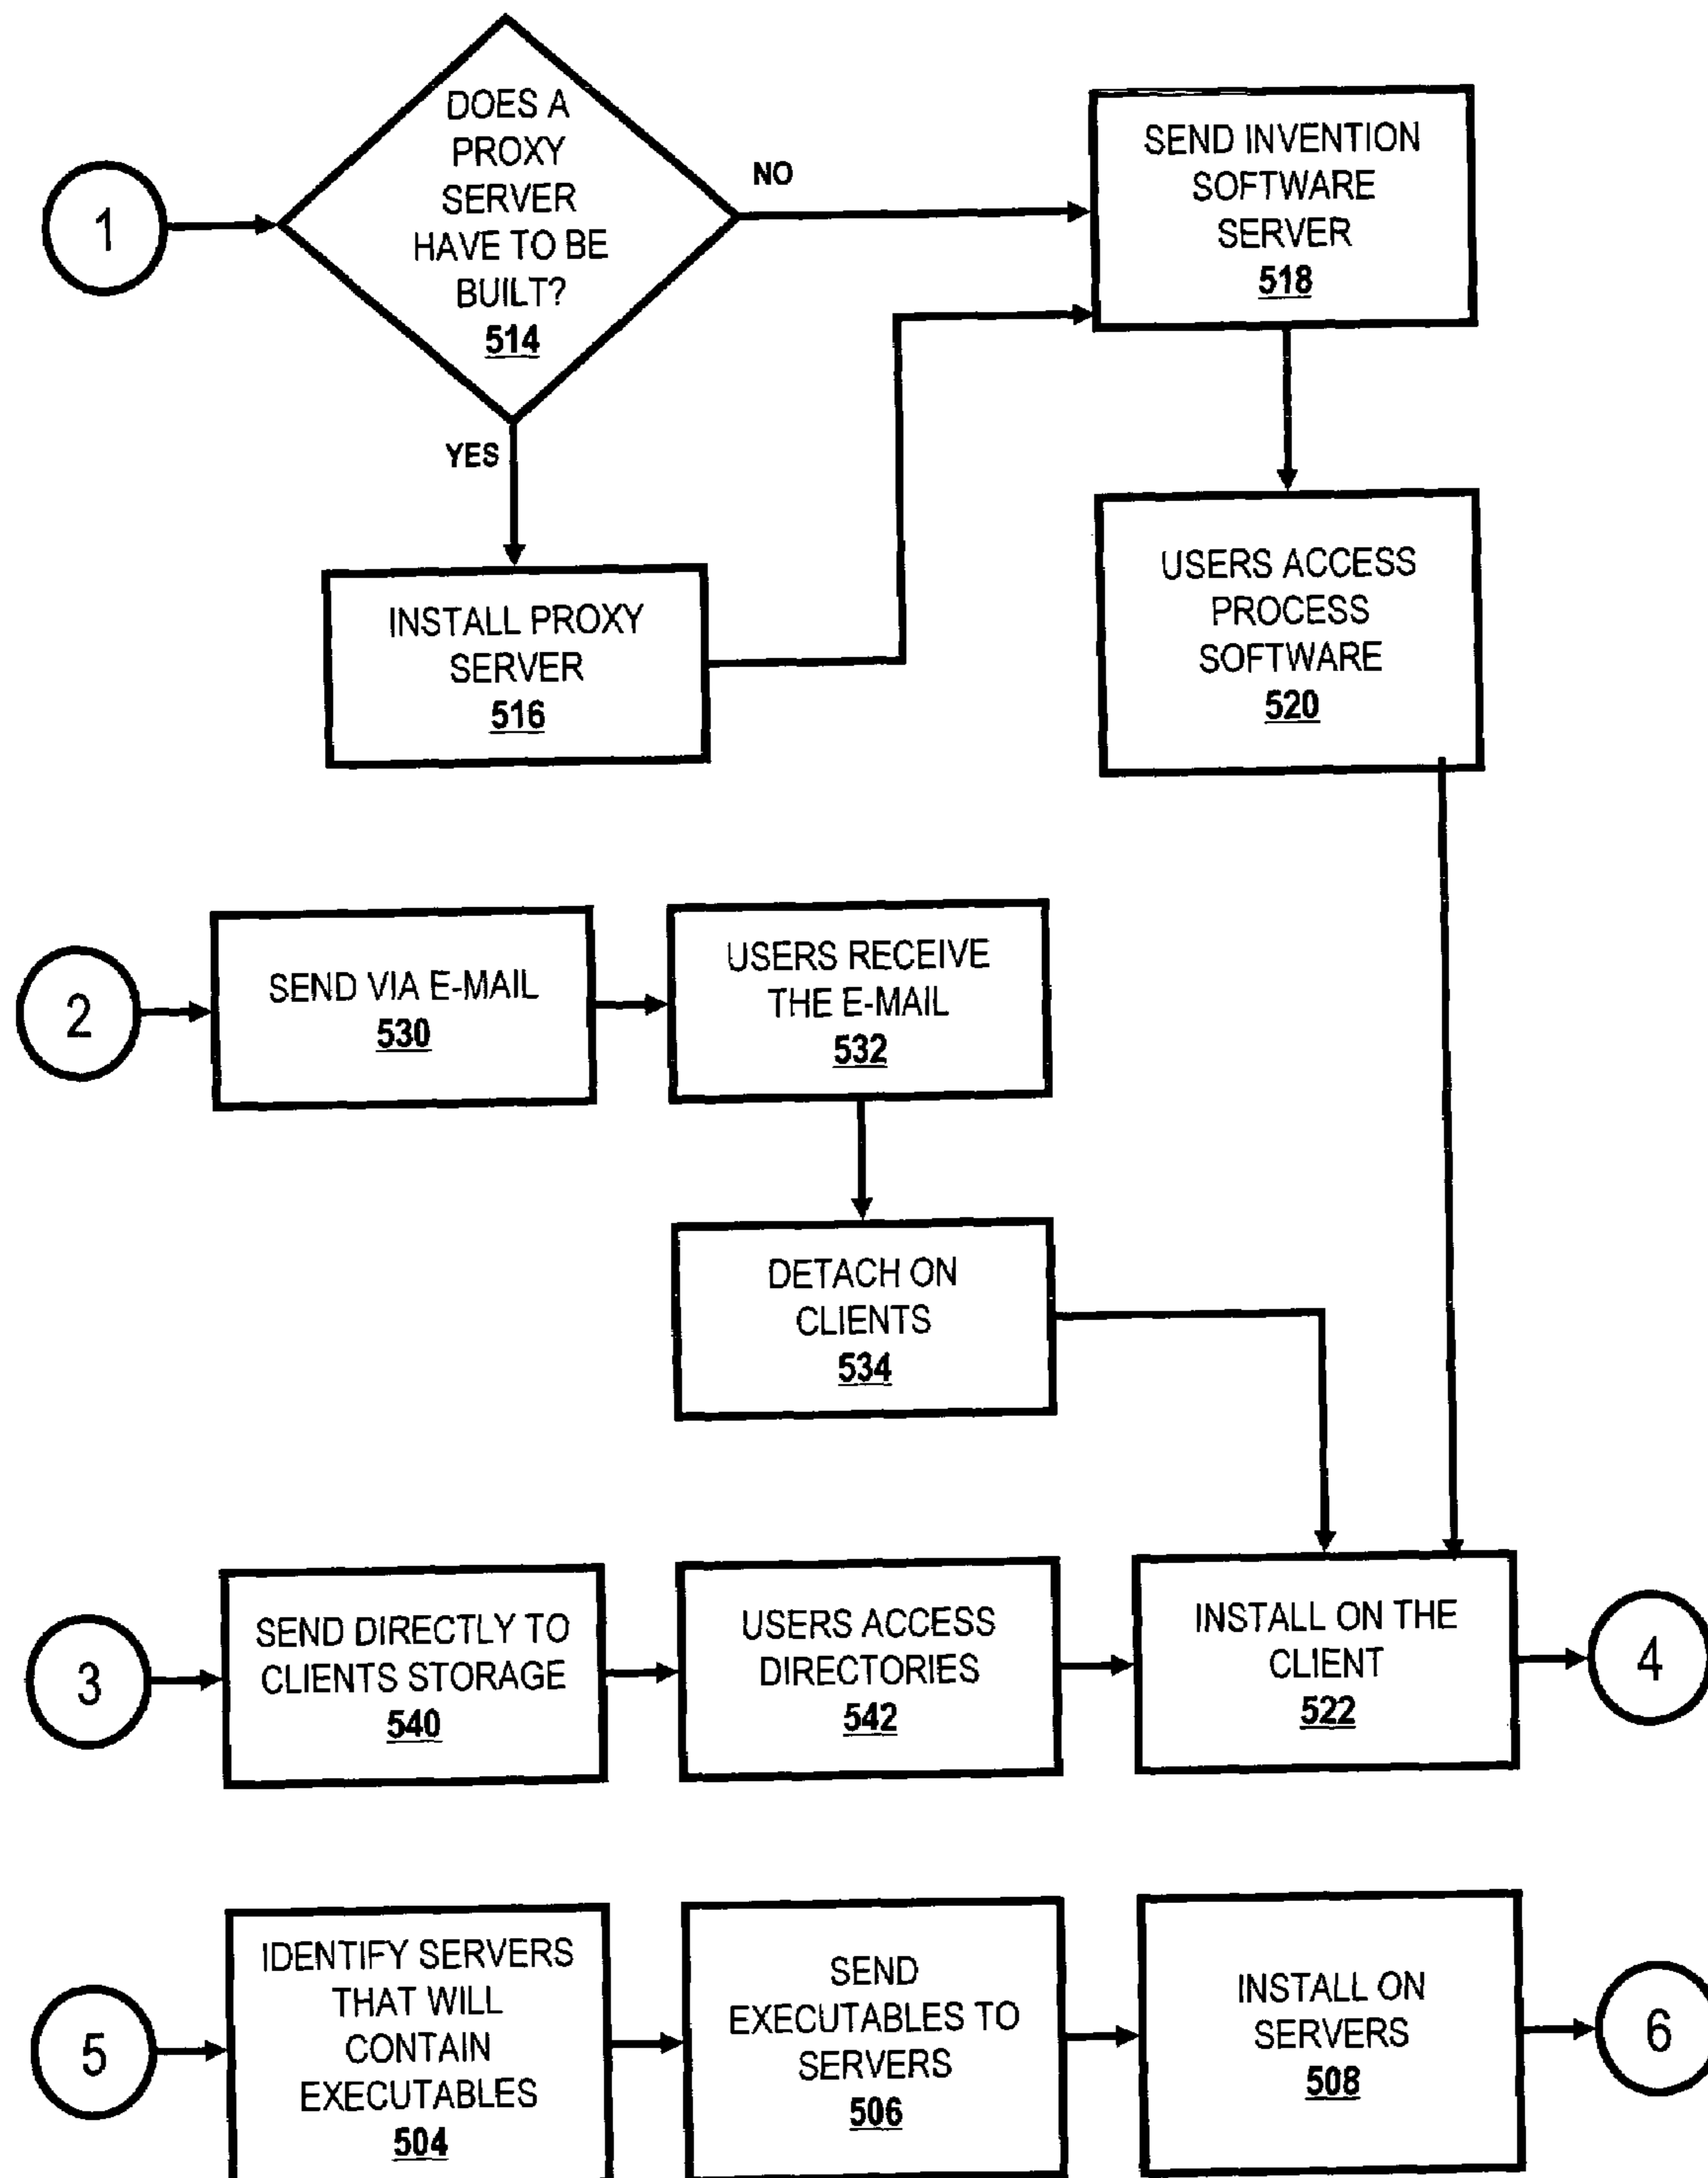 1
DOES A
PROXY
SERVER
HAVE TO BE
BUILT?
514
NO
YES
SEND INVENTION
SOFTWARE
SERVER
518
INSTALL PROXY
SERVER
516
USERS ACCESS
PROCESS
SOFTWARE
520
2
SEND VIA E-MAIL
530
USERS RECEIVE
THE E-MAIL
532
DETACH ON
CLIENTS
534
3
SEND DIRECTLY TO
CLIENTS STORAGE
540
USERS ACCESS
DIRECTORIES
542
INSTALL ON THE
CLIENT
522
4
5
IDENTIFY SERVERS
THAT WILL
CONTAIN
EXECUTABLES
504
SEND
EXECUTABLES TO
SERVERS
506
INSTALL ON
SERVERS
508
6